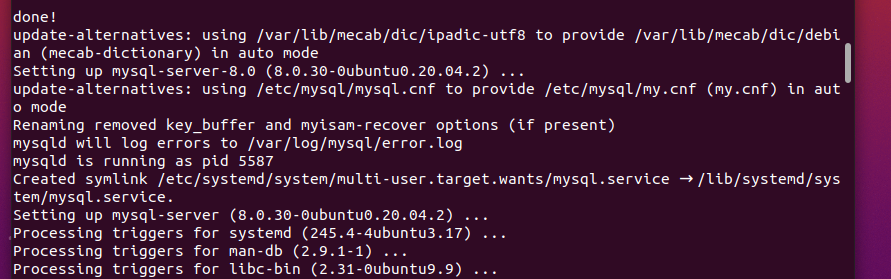 done!
update-alternatives: using /var/lib/mecab/dic/ipadic-utf8 to provide /var/lib/mecab/dic/debi
an (mecab-dictionary) in auto mode
Setting up mysql-server-8.0 (8.0.30-0ubuntu0.20.04.2) ...
update-alternatives: using /etc/mysql/mysql.cnf to provide /etc/mysql/my.cnf (my.cnf) in aut
o mode
Renaming removed key_buffer and myisam-recover options (if present)
mysqld will log errors to /var/log/mysql/error.log
mysqld is running as pid 5587
Created symlink /etc/systemd/system/multi-user.target.wants/mysql.service → /lib/systemd/sys
tem/mysql.service.
Setting up mysql-server (8.0.30-0ubuntu0.20.04.2) ...
Processing triggers for systemd (245.4-4ubuntu3.17) ...
Processing triggers for man-db (2.9.1-1) ...
Processing triggers for libc-bin (2.31-0ubuntu9.9) ...